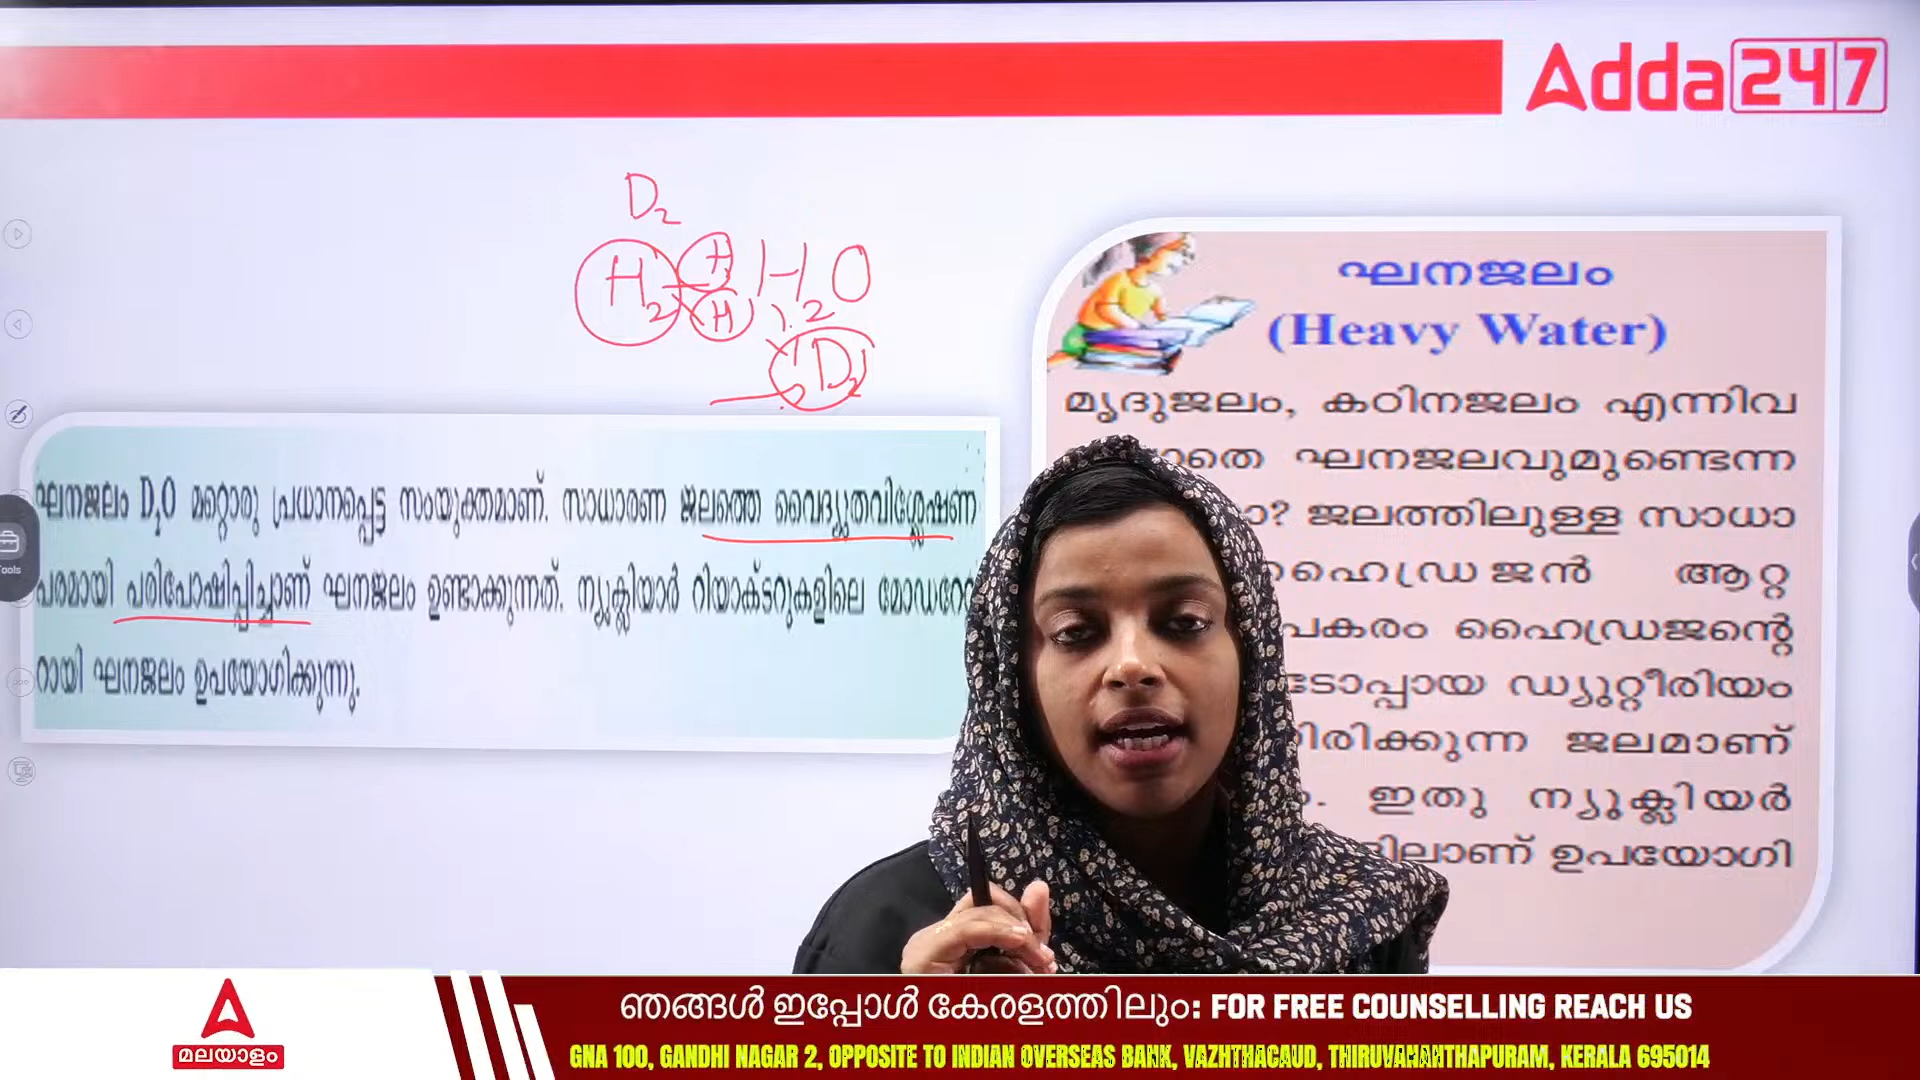 Adda247
D2
H2 H H H2O
D2
ഘനജലം
(Heavy Water)
മൃദുജലം, കഠിനജലം എന്നിവ
ഘനജലവുമുണ്ടെന്ന
ജലത്തിലുള്ള സാധാ
ഹൈഡ്രജൻ ആറ്റ
പകരം ഹൈഡ്രജന്റെ
ടോപ്പായ ഡ്യൂറ്റീരിയം
ജലമാണ്
ഇതു ന്യൂക്ലിയർ
ഉപയോഗി
ഘനജലം D2O മറ്റൊരു പ്രധാനപ്പെട്ട സംയുക്തമാണ്. സാധാരണ ജലത്തെ വൈദ്യുതവിശ്ലേഷണ
പരമായി പരിപോഷിപ്പിച്ചാണ് ഘനജലം ഉണ്ടാക്കുന്നത്. ന്യൂക്ലിയാർ റിയാക്ടറുകളിലെ
റായി ഘനജലം ഉപയോഗിക്കുന്നു.
Tools
മലയാളം
ഞങ്ങൾ ഇപ്പോൾ കേരളത്തിലും: FOR FREE COUNSELLING REACH US
GNA 100, GANDHI NAGAR 2, OPPOSITE TO INDIAN OVERSEAS BANK, VAZHTHACAUD, THIRUVANANTHAPURAM, KERALA 695014